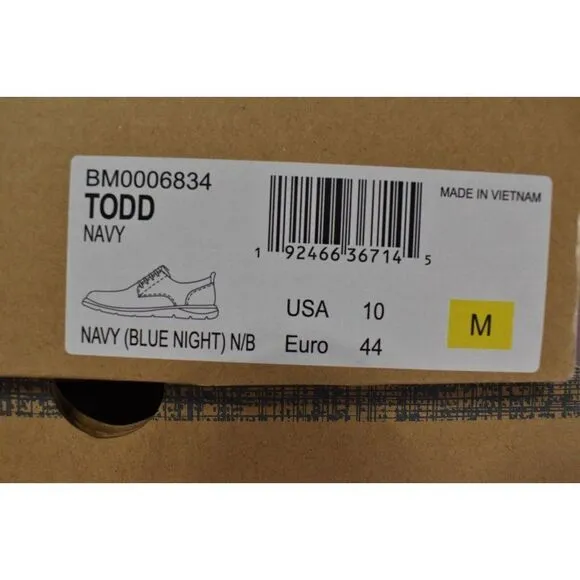 BM0006834
TODD
NAVY
NAVY (BLUE NIGHT) N/B
1 92466 36714 5
USA 10
Euro 44
MADE IN VIETNAM
M